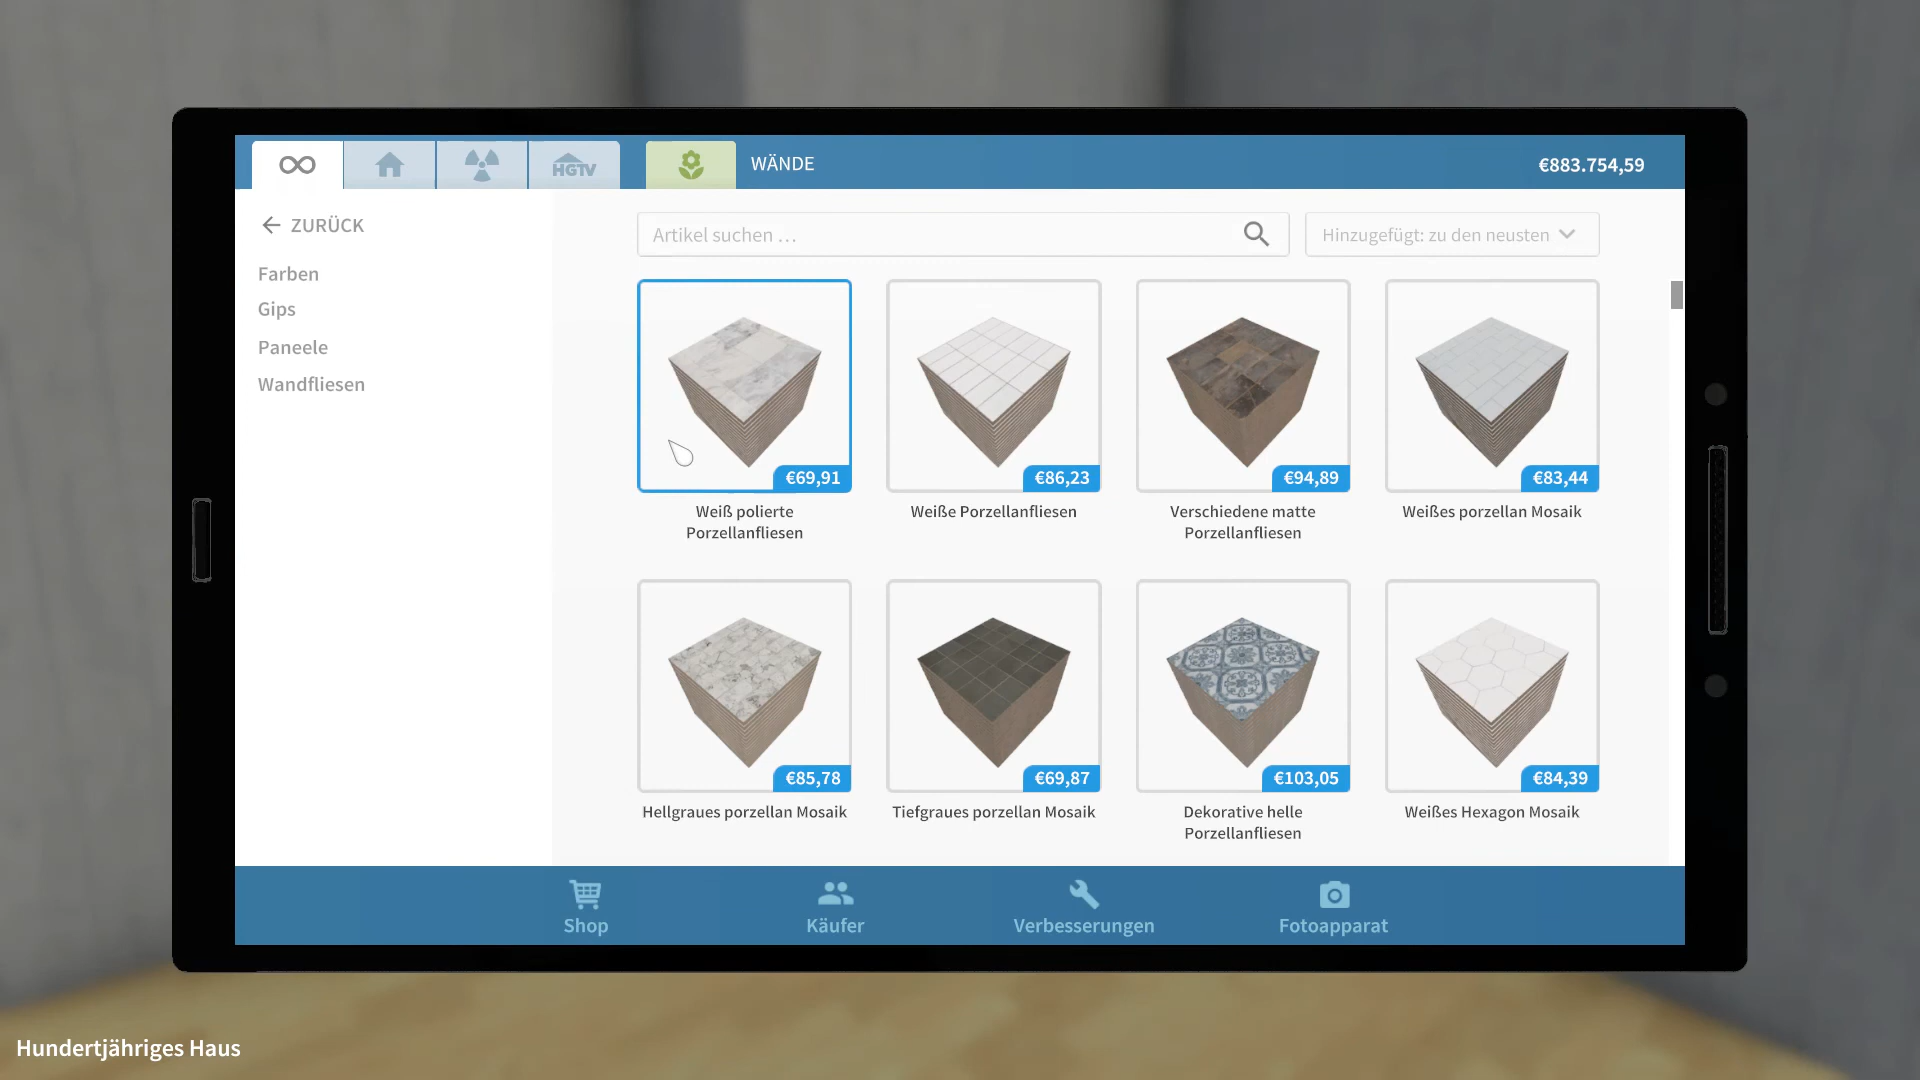 HGTV
WÄNDE
€883.754,59
ZURÜCK
Farben
Gips
Paneele
Wandfliesen
Artikel suchen …
Hinzugefügt: zu den neusten
€69,91
€86,23
€94,89
€83,44
Weiß polierte
Porzellanfliesen
Weiße Porzellanfliesen
Verschiedene matte
Porzellanfliesen
Weißes porzellan Mosaik
€85,78
€69,87
€103,05
€84,39
Hellgraues porzellan Mosaik
Tiefgraues porzellan Mosaik
Dekorative helle
Porzellanfliesen
Weißes Hexagon Mosaik
Shop
Käufer
Verbesserungen
Fotoapparat
Hundertjähriges Haus